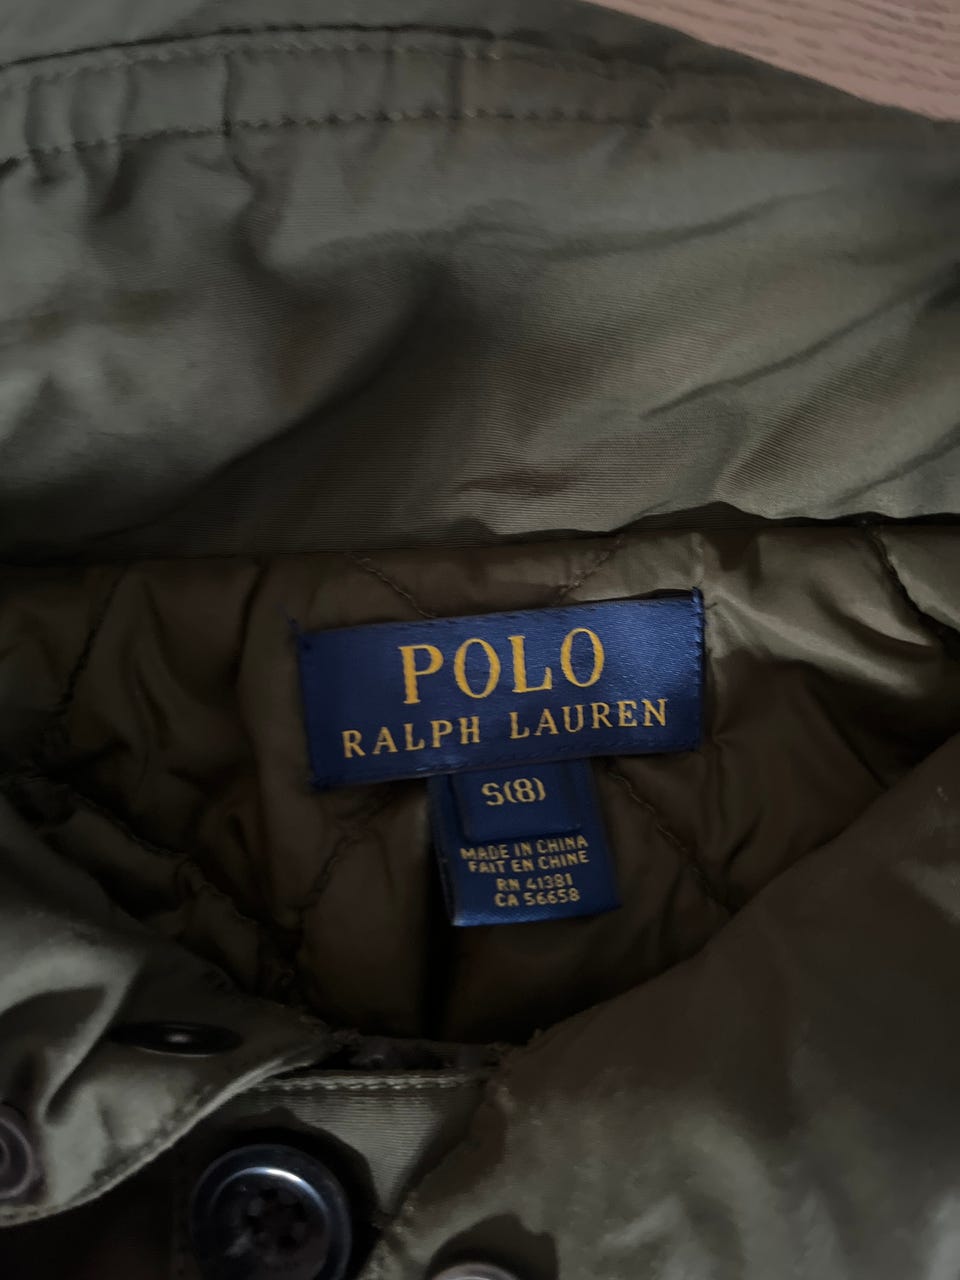 POLO
RALPH LAUREN
S(8)
MADE IN CHINA
FAIT EN CHINE
RN 41381
CA 56658